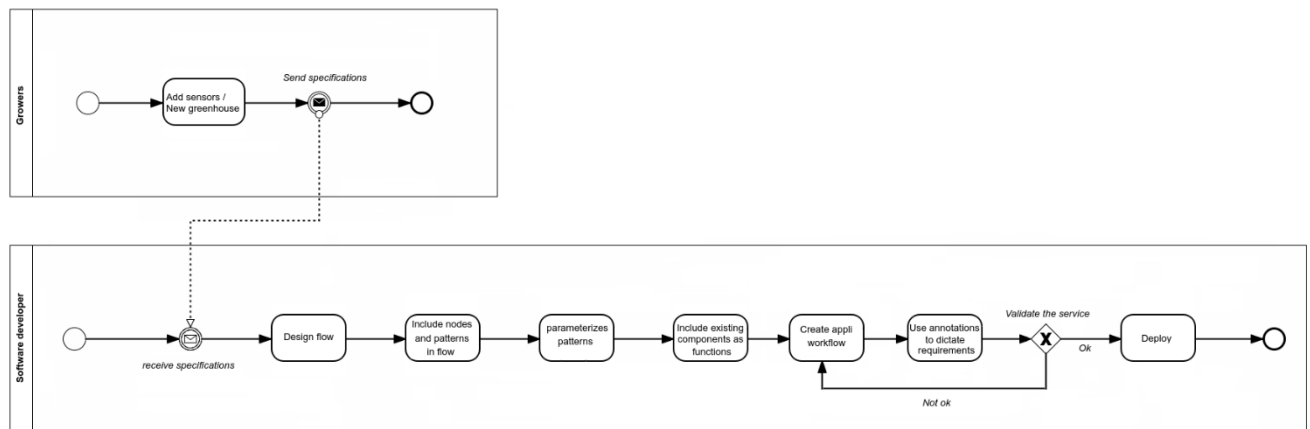 Growers
Send specifications
Add sensors /
New greenhouse
Software developer
receive specifications
Design flow
Include nodes
and patterns
in flow
parameterizes
patterns
Include existing
components as
functions
Create appli
workflow
Use annotations
to dictate
requirements
Validate the service
X
Ok
Not ok
Deploy